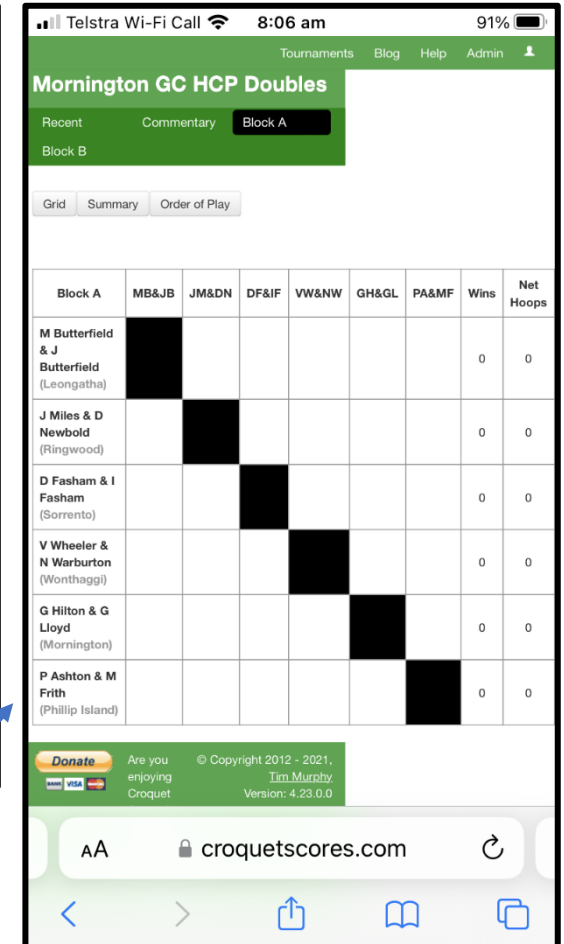 Telstra Wi-Fi Call 8:06 am 91%
Tournaments Blog Help Admin
Mornington GC HCP Doubles
Recent Commentary Block A
Block B
Grid Summary Order of Play
Block A MB&JB JM&DN DF&IF VW&NW GH&GL PA&MF Wins Net
Hoops
M Butterfield
& J
Butterfield
(Leongatha)
0 0
J Miles & D
Newbold
(Ringwood)
0 0
D Fasham & I
Fasham
(Sorrento)
0 0
V Wheeler &
N Warburton
(Wonthaggi)
0 0
G Hilton & G
Lloyd
(Mornington)
0 0
P Ashton & M
Frith
(Phillip Island)
0 0
Donate
BANK VISA
Are you
enjoying
Croquet
© Copyright 2012 - 2021,
Tim Murphy
Version: 4.23.0.0
AA croquetscores.com